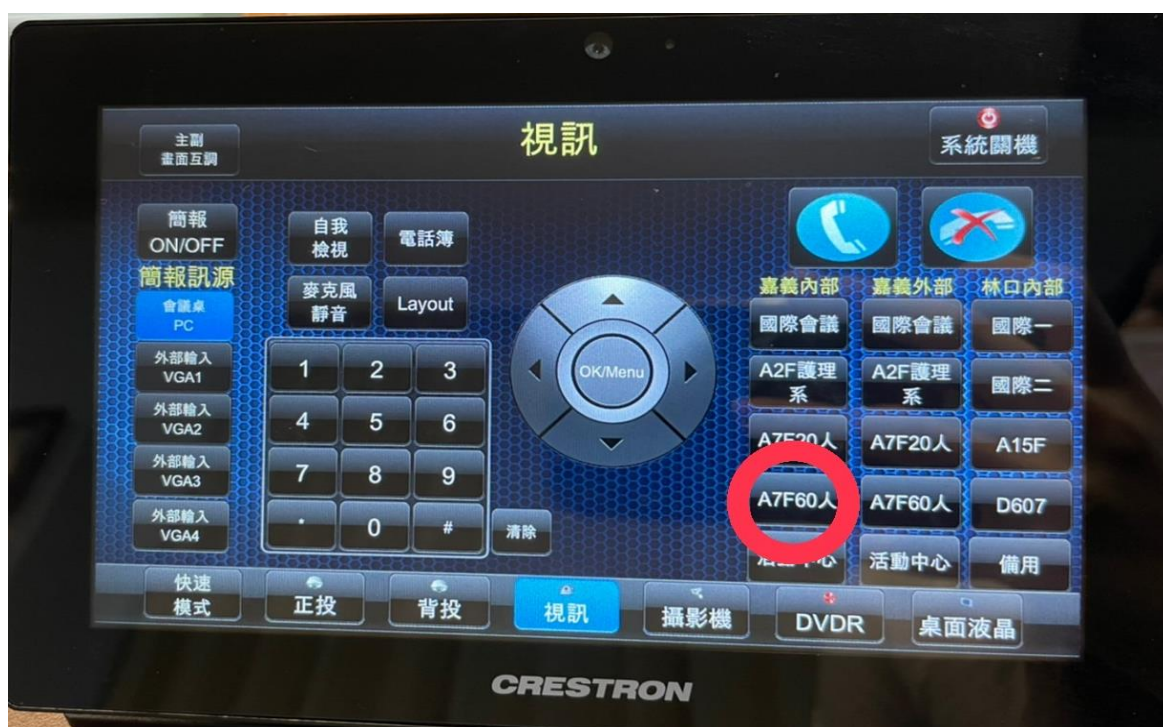 主副
畫面互調
視訊
系統關機
簡報
ON/OFF
自我
檢視
電話簿
簡報訊源
嘉義內部
嘉義外部
林口內部
會議桌
PC
麥克風
靜音
Layout
國際會議
國際會議
國際一
外部輸入
VGA1
1
2
3
OK/Menu
A2F護理
系
A2F護理
系
國際二
外部輸入
VGA2
4
5
6
A7F20人
A7F20人
A15F
外部輸入
VGA3
7
8
9
A7F60人
A7F60人
D607
外部輸入
VGA4
0
#
清除
活動中心
備用
快速
模式
正投
背投
視訊
攝影機
DVDR
桌面液晶
CRESTRON